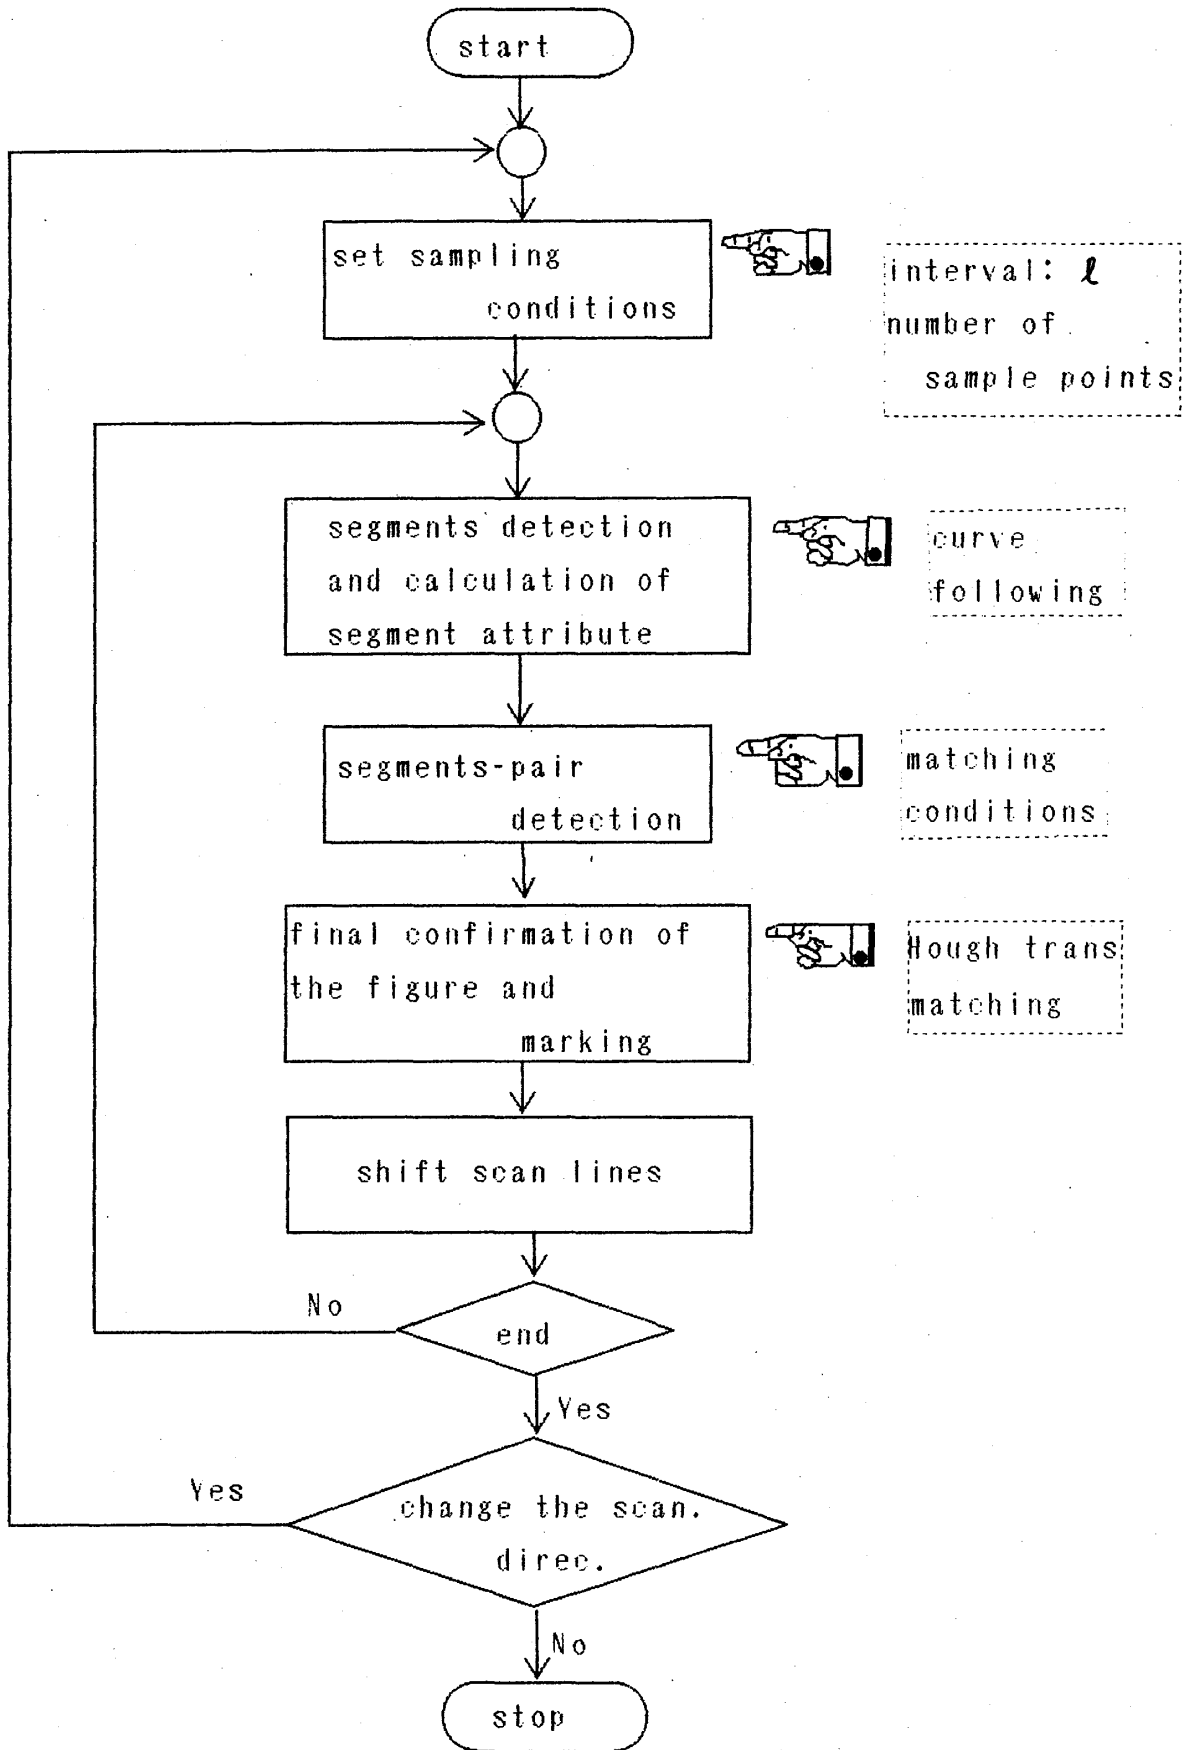 start
set sampling
conditions
interval: ℓ
number of
sample points
segments detection
and calculation of
segment attribute
curve
following
segments-pair
detection
matching
conditions
final confirmation of
the figure and
marking
Hough trans
matching
shift scan lines
end
No
Yes
change the scan.
direc.
Yes
No
stop